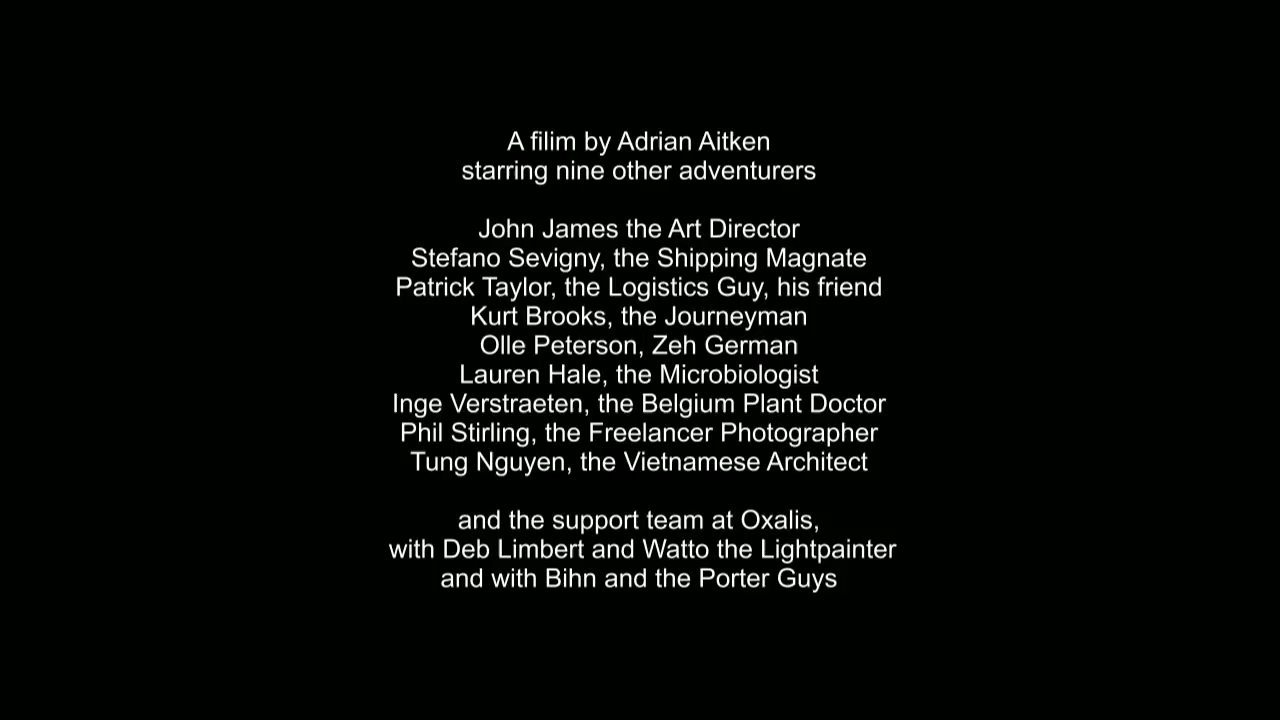 A filim by Adrian Aitken
starring nine other adventurers
John James the Art Director
Stefano Sevigny, the Shipping Magnate
Patrick Taylor, the Logistics Guy, his friend
Kurt Brooks, the Journeyman
Olle Peterson, Zeh German
Lauren Hale, the Microbiologist
Inge Verstraeten, the Belgium Plant Doctor
Phil Stirling, the Freelancer Photographer
Tung Nguyen, the Vietnamese Architect
and the support team at Oxalis,
with Deb Limbert and Watto the Lightpainter
and with Bihn and the Porter Guys